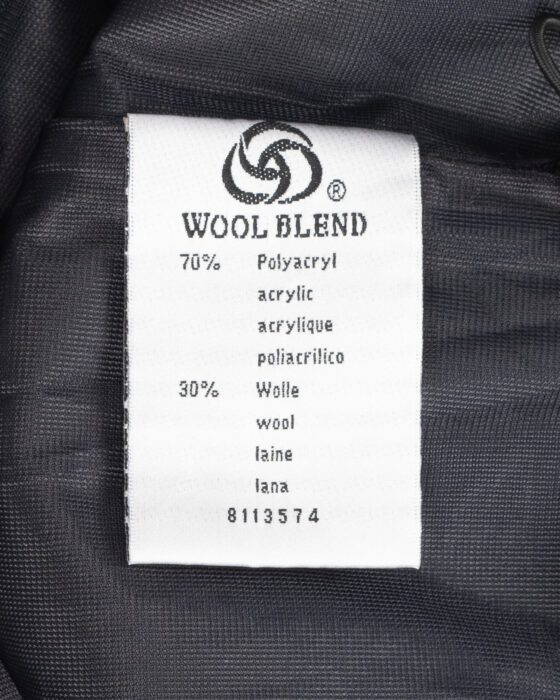 ®
WOOL BLEND
70% Polyacryl
acrylic
acrylique
poliacrilico
30% Wolle
wool
laine
lana
8113574